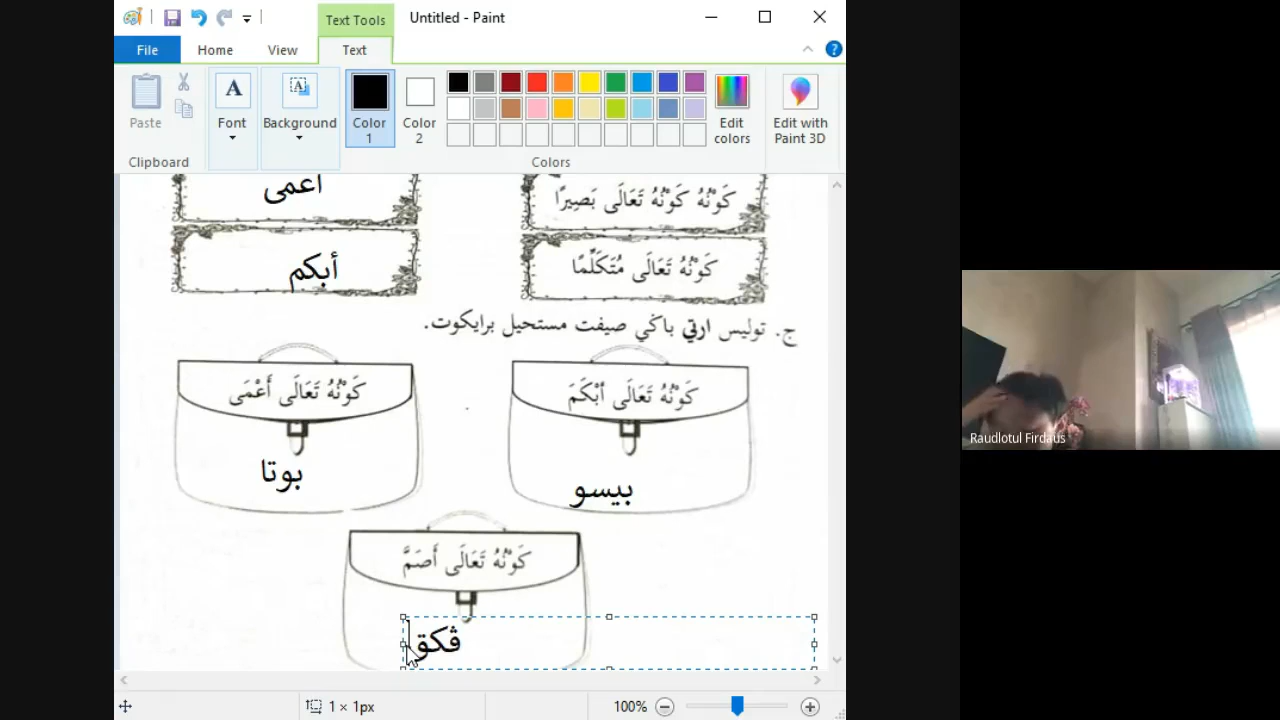 Text Tools
Untitled - Paint
File
Home
View
Text
Paste
Font
Background
Color 1
Color 2
Edit colors
Edit with Paint 3D
Clipboard
Colors
كَوْنُهُ كَوْنُهُ تَعَالَى بَصِيرًا
أعمى
كَوْنُهُ تَعَالَى مُتَكَلِّمًا
أبكم
ج. توليس ارتي باݢي صيفت مستحيل برايكوت.
كَوْنُهُ تَعَالَى أَبْكَمَ
كَوْنُهُ تَعَالَى أَعْمَى
بيسو
بوتا
كَوْنُهُ تَعَالَى أَصَمَّ
ڤكق
1 × 1px
100%
Raudlotul Firdaus